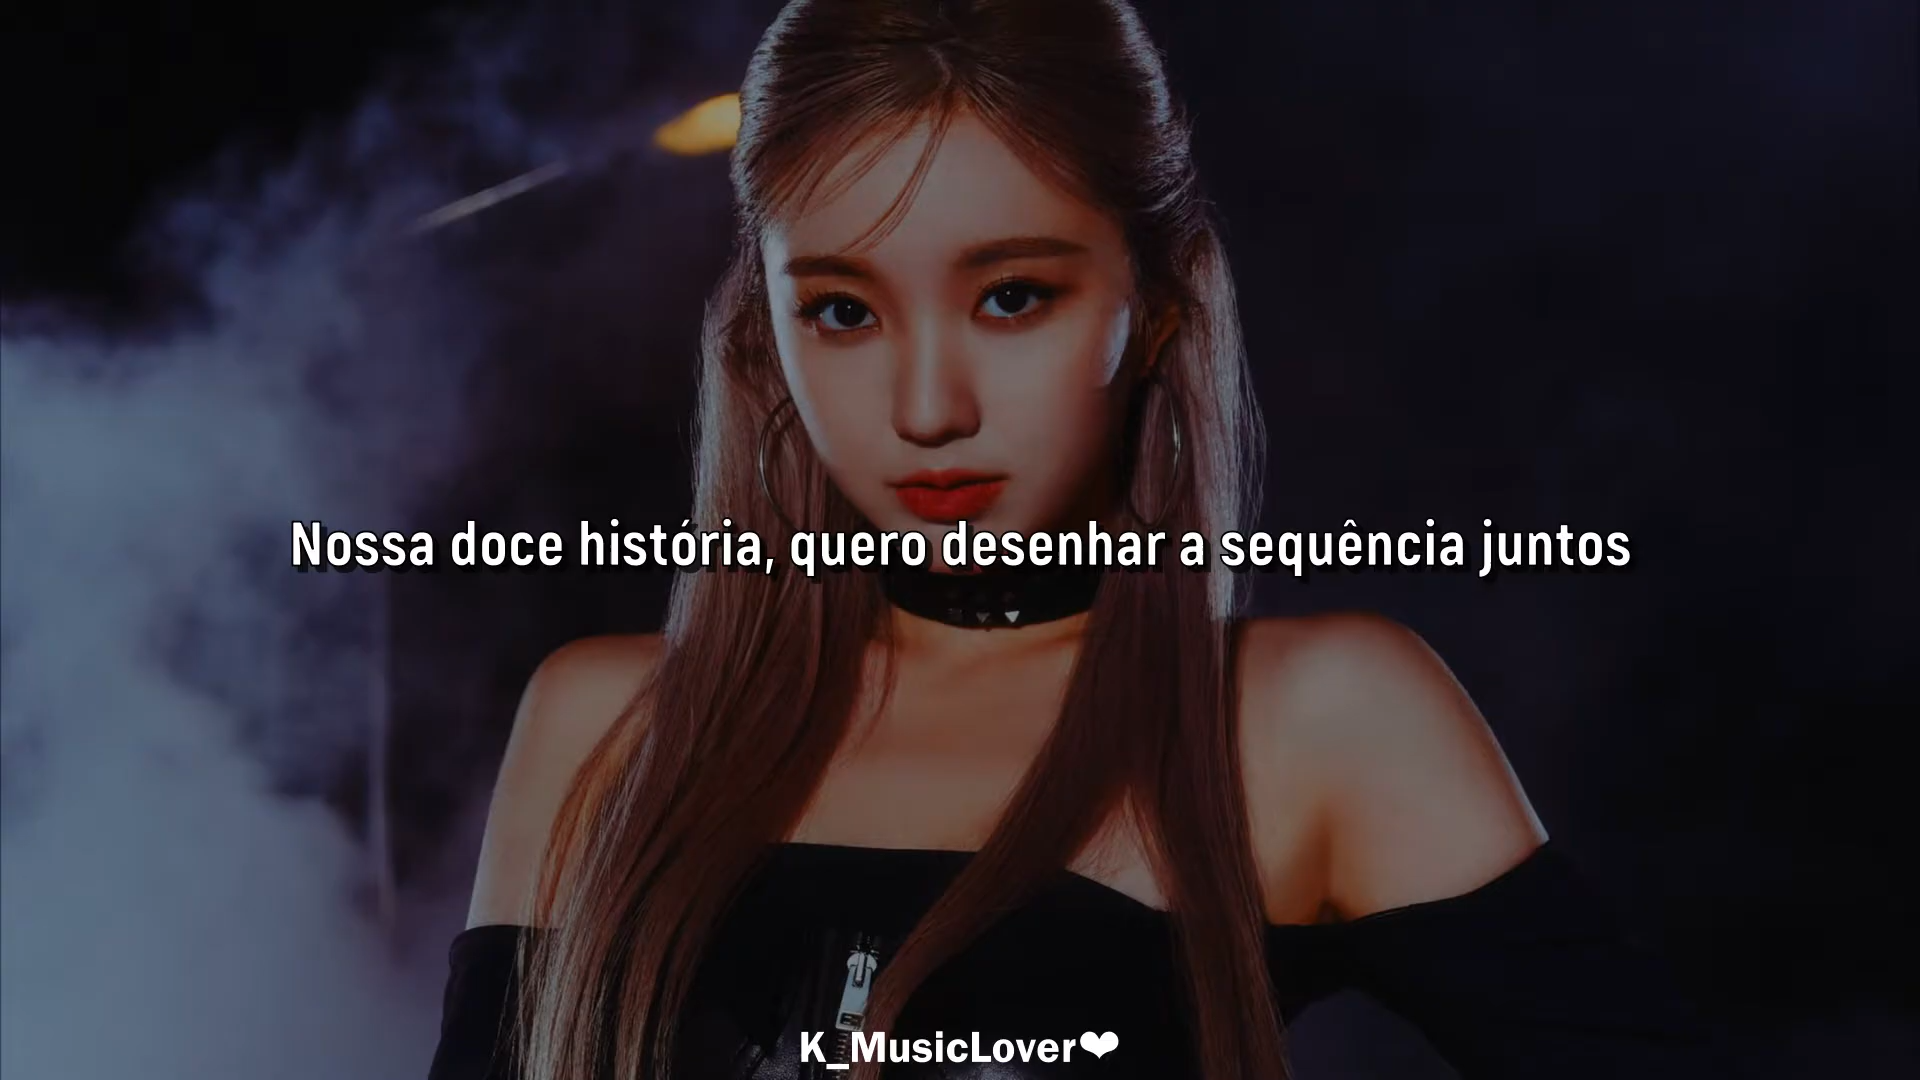 Nossa doce história, quero desenhar a sequência juntos
K_MusicLover❤